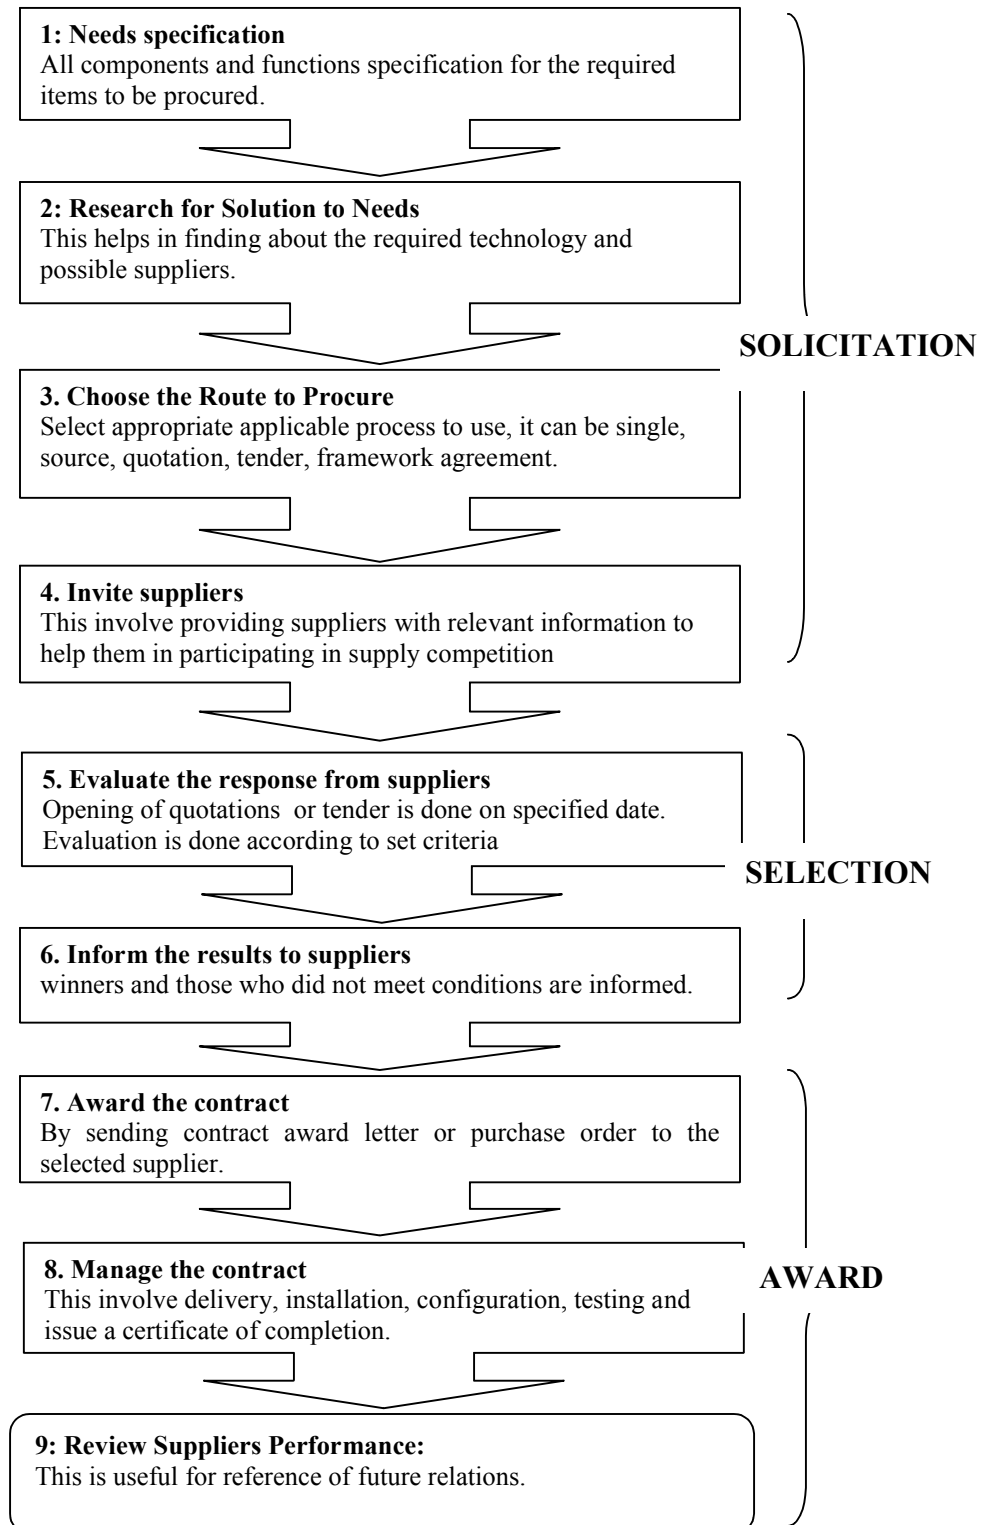 1: Needs specification
All components and functions specification for the required
items to be procured.
2: Research for Solution to Needs
This helps in finding about the required technology and
possible suppliers.
SOLICITATION
3. Choose the Route to Procure
Select appropriate applicable process to use, it can be single,
source, quotation, tender, framework agreement.
4. Invite suppliers
This involve providing suppliers with relevant information to
help them in participating in supply competition
5. Evaluate the response from suppliers
Opening of quotations or tender is done on specified date.
Evaluation is done according to set criteria
SELECTION
6. Inform the results to suppliers
winners and those who did not meet conditions are informed.
7. Award the contract
By sending contract award letter or purchase order to the
selected supplier.
8. Manage the contract
This involve delivery, installation, configuration, testing and
issue a certificate of completion.
AWARD
9: Review Suppliers Performance:
This is useful for reference of future relations.